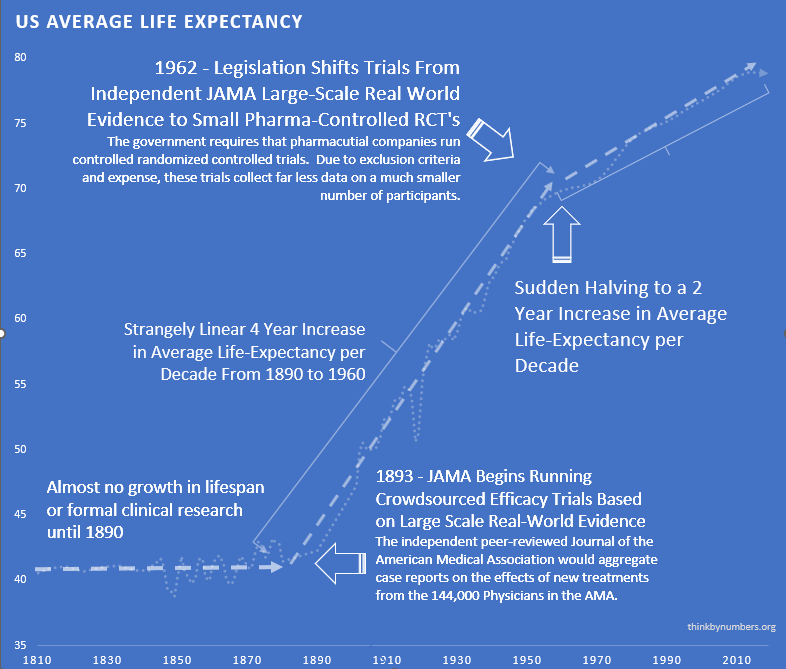 US AVERAGE LIFE EXPECTANCY
80
1962 - Legislation Shifts Trials From
Independent JAMA Large-Scale Real World
Evidence to Small Pharma-Controlled RCT's
The govutional requires that pharmacutial companies run
controlled randomized controlled trials.  Due to exclusion criteria
and expense, these trials collect far less data on a much smaller
number of participants.
75
70
65
60
Sudden Halving to a 2
Year Increase in Average
Life-Expectancy per
Decade
Strangely Linear 4 Year Increase
in Average Life-Expectancy per
Decade From 1890 to 1960
55
50
1893 - JAMA Begins Running
Crowdsourced Efficacy Trials Based
on Large Scale Real-World Evidence
The independent peer-reviewed Journal of the
American Medical Association would aggregate
case reports on the effects of new treatments
from the 144,000 Physicians in the AMA.
Almost no growth in lifespan
or formal clinical research
until 1890
45
40
thinkbynumbers.org
35
1810 1830 1850 1870 1890 1910 1930 1950 1970 1990 2010